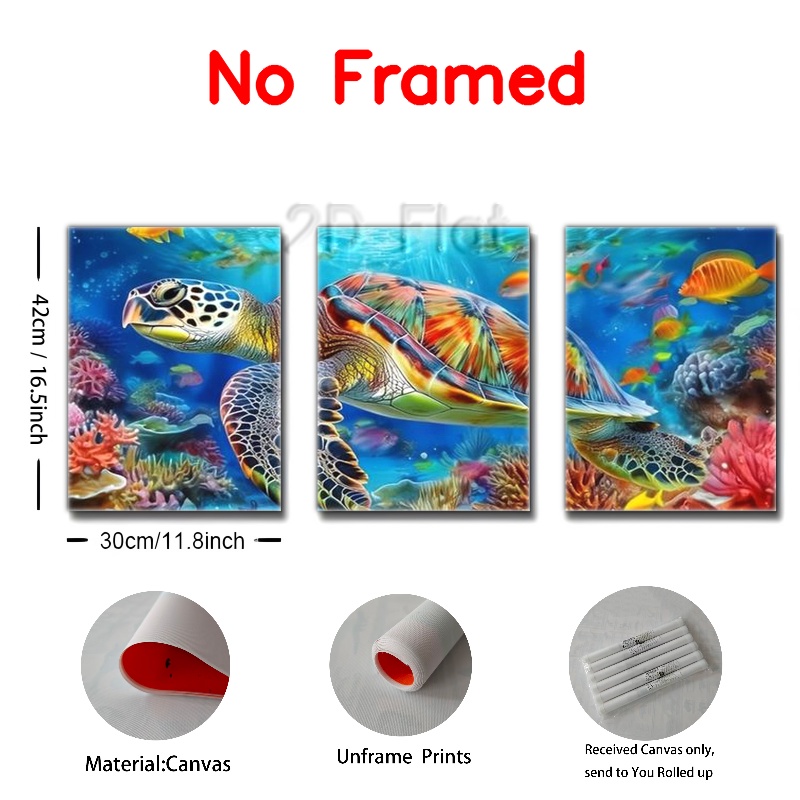 No Framed
2D Flat
42cm / 16.5inch
30cm/11.8inch
Material:Canvas
Unframe Prints
Received Canvas only,
send to You Rolled up